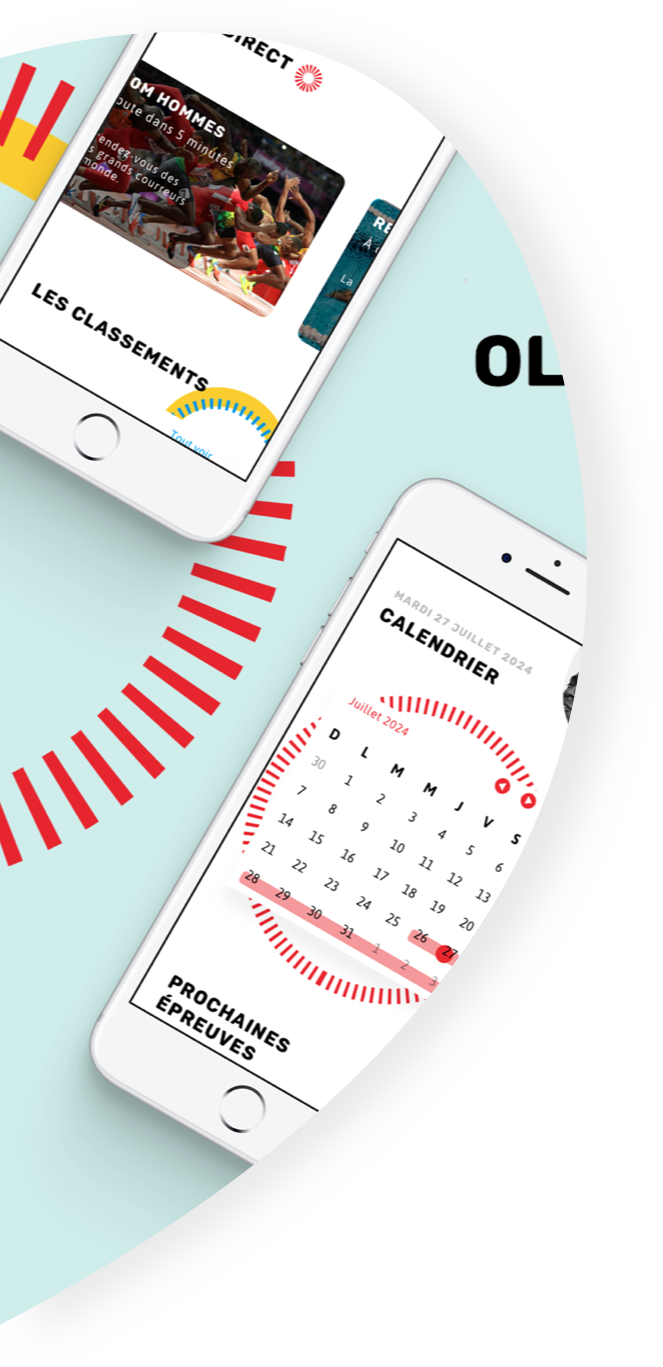 DIRECT
OM HOMMES
oute dans 5 minutes
endez-vous des
s grands coureurs
monde.
RE
À
La
LES CLASSEMENTS
Tout voir
OL
MARDI 27 JUILLET 2024
CALENDRIER
Juillet 2024
D L M M J V S
30 1 2 3 4 5 6
7 8 9 10 11 12 13
14 15 16 17 18 19 20
21 22 23 24 25 26 27
28 29 30 31 1 2 3
PROCHAINES
ÉPREUVES